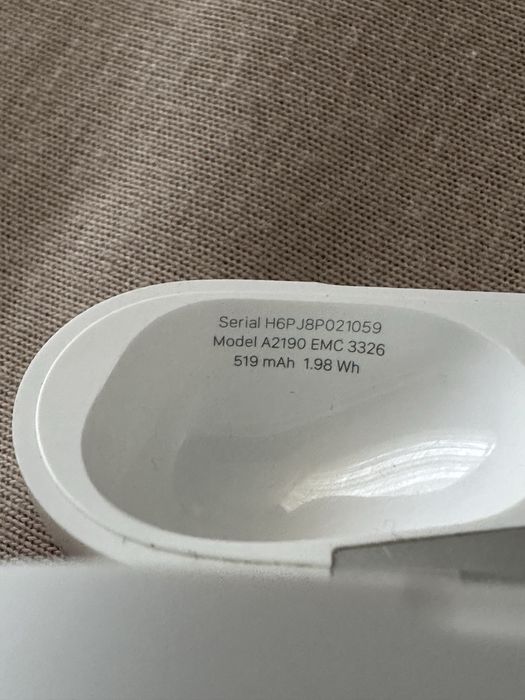 Serial H6PJ8P021059
Model A2190 EMC 3326
519 mAh 1.98 Wh